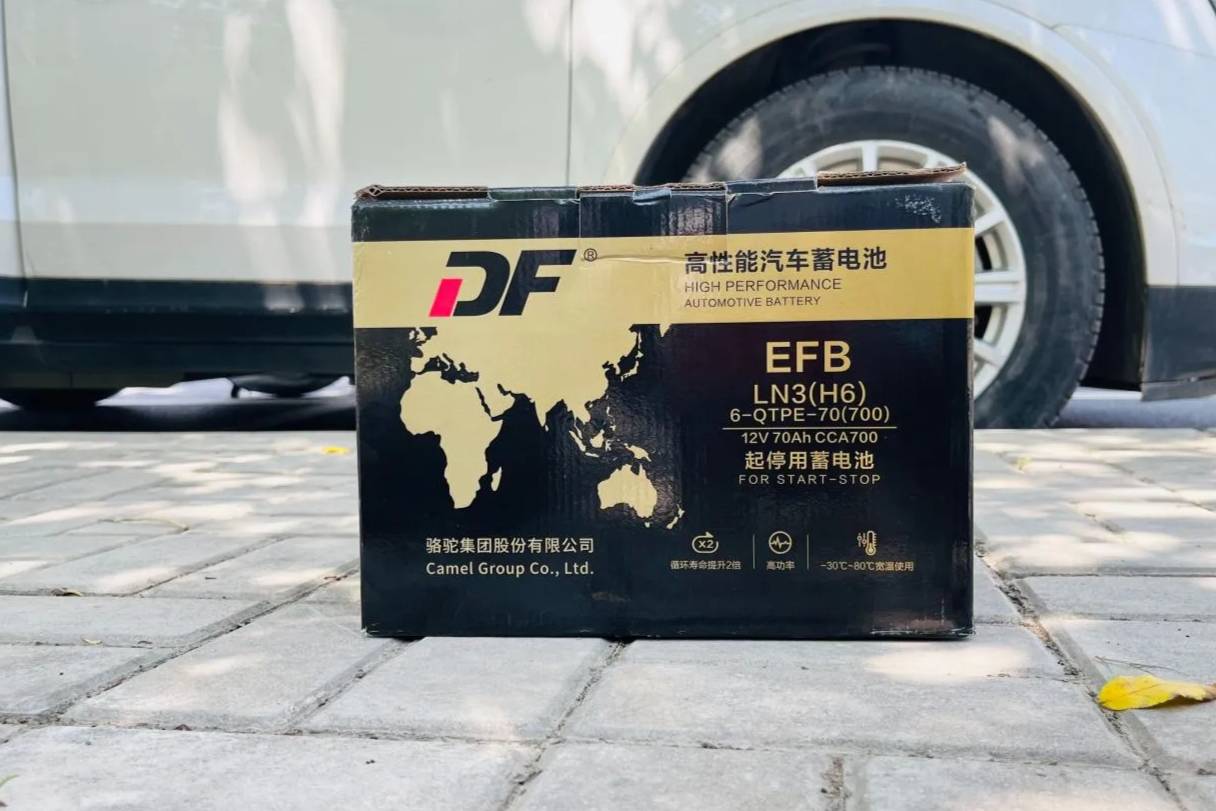 DF®
高性能汽车蓄电池
HIGH PERFORMANCE
AUTOMOTIVE BATTERY
EFB
LN3(H6)
6-QTPE-70(700)
12V 70Ah CCA700
起停用蓄电池
FOR START-STOP
骆驼集团股份有限公司
Camel Group Co., Ltd.
X2
循环寿命提升2倍
高功率
-30℃~80℃宽温使用